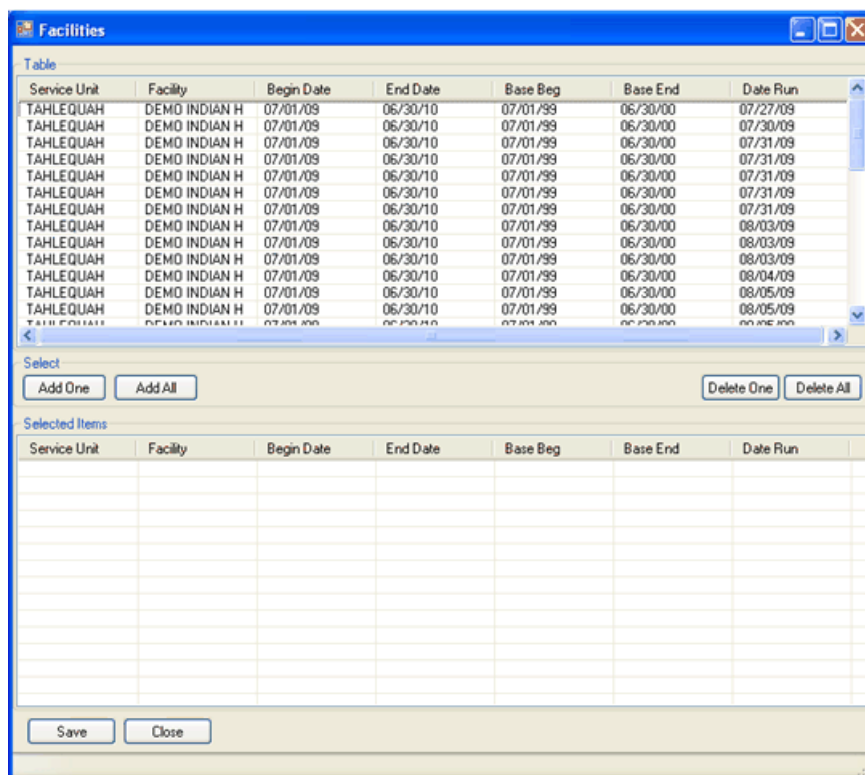 Facilities
Table
Service Unit Facility Begin Date End Date Base Beg Base End Date Run
TAHLEQUAH DEMO INDIAN H 07/01/09 06/30/10 07/01/99 06/30/00 07/27/09
TAHLEQUAH DEMO INDIAN H 07/01/09 06/30/10 07/01/99 06/30/00 07/30/09
TAHLEQUAH DEMO INDIAN H 07/01/09 06/30/10 07/01/99 06/30/00 07/31/09
TAHLEQUAH DEMO INDIAN H 07/01/09 06/30/10 07/01/99 06/30/00 07/31/09
TAHLEQUAH DEMO INDIAN H 07/01/09 06/30/10 07/01/99 06/30/00 07/31/09
TAHLEQUAH DEMO INDIAN H 07/01/09 06/30/10 07/01/99 06/30/00 07/31/09
TAHLEQUAH DEMO INDIAN H 07/01/09 06/30/10 07/01/99 06/30/00 07/31/09
TAHLEQUAH DEMO INDIAN H 07/01/09 06/30/10 07/01/99 06/30/00 08/03/09
TAHLEQUAH DEMO INDIAN H 07/01/09 06/30/10 07/01/99 06/30/00 08/03/09
TAHLEQUAH DEMO INDIAN H 07/01/09 06/30/10 07/01/99 06/30/00 08/03/09
TAHLEQUAH DEMO INDIAN H 07/01/09 06/30/10 07/01/99 06/30/00 08/04/09
TAHLEQUAH DEMO INDIAN H 07/01/09 06/30/10 07/01/99 06/30/00 08/05/09
TAHLEQUAH DEMO INDIAN H 07/01/09 06/30/10 07/01/99 06/30/00 08/05/09
Select
Add One Add All Delete One Delete All
Selected Items
Service Unit Facility Begin Date End Date Base Beg Base End Date Run
Save Close